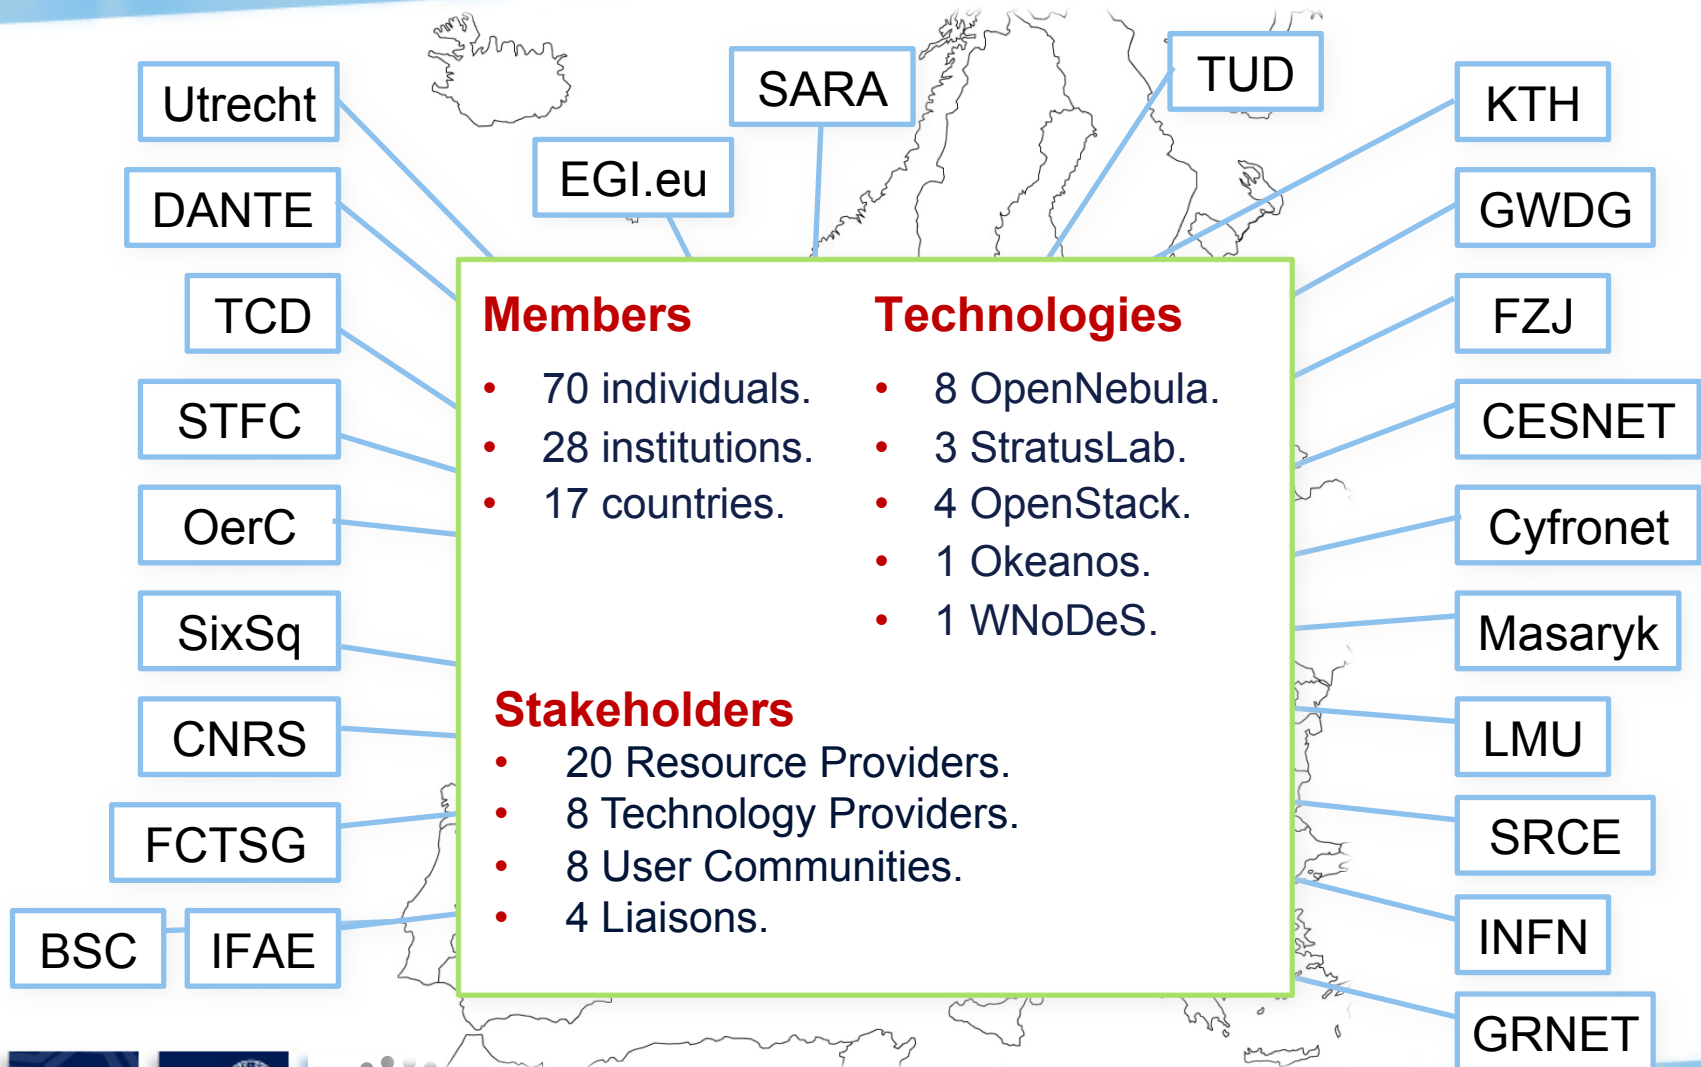 Utrecht
SARA
TUD
KTH
DANTE
EGI.eu
GWDG
TCD
FZJ
STFC
CESNET
OerC
Cyfronet
SixSq
Masaryk
CNRS
LMU
FCTSG
SRCE
BSC
IFAE
INFN
GRNET
Members
• 70 individuals.
• 28 institutions.
• 17 countries.
Technologies
• 8 OpenNebula.
• 3 StratusLab.
• 4 OpenStack.
• 1 Okeanos.
• 1 WNoDeS.
Stakeholders
• 20 Resource Providers.
• 8 Technology Providers.
• 8 User Communities.
• 4 Liaisons.